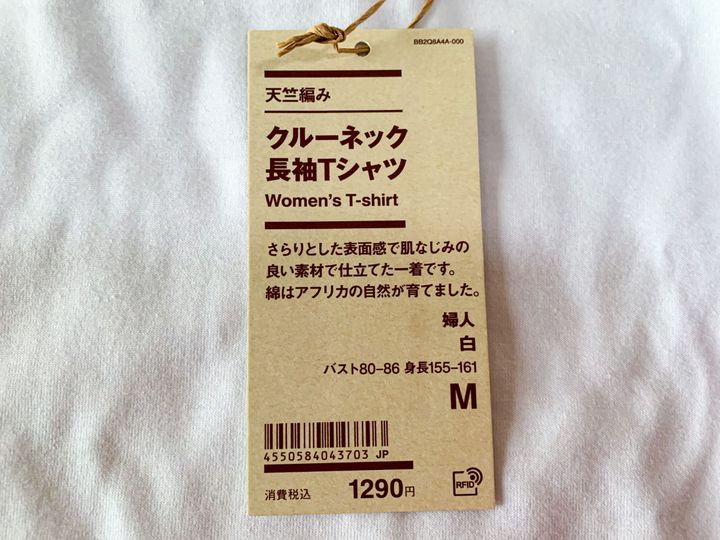 BB2Q8A4A-000
天竺編み
クルーネック
長袖Tシャツ
Women's T-shirt
さらりとした表面感で肌なじみの
良い素材で仕立てた一着です。
綿はアフリカの自然が育てました。
婦人
白
バスト80-86 身長155-161
M
4550584043703 JP
消費税込 1290円
RFID